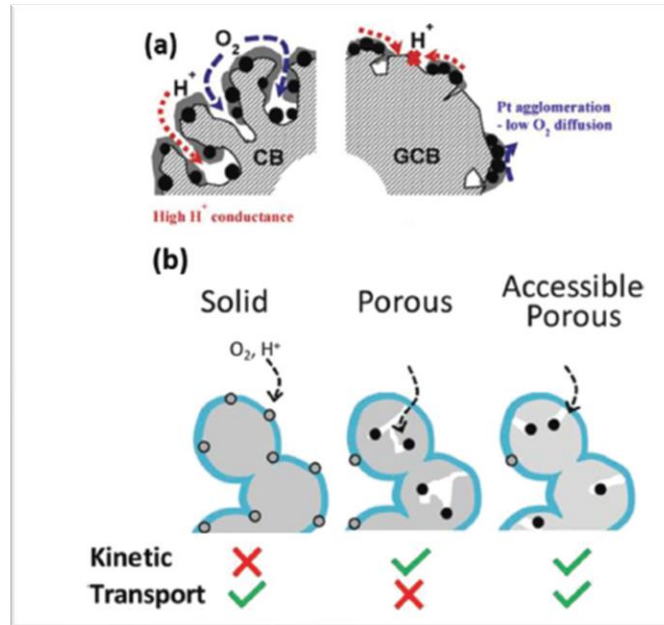 (a)
O2
H+
H+
CB
GCB
Pt agglomeration
- low O2 diffusion
High H+ conductance
(b)
Solid
Porous
Accessible
Porous
O2, H+
Kinetic
Transport